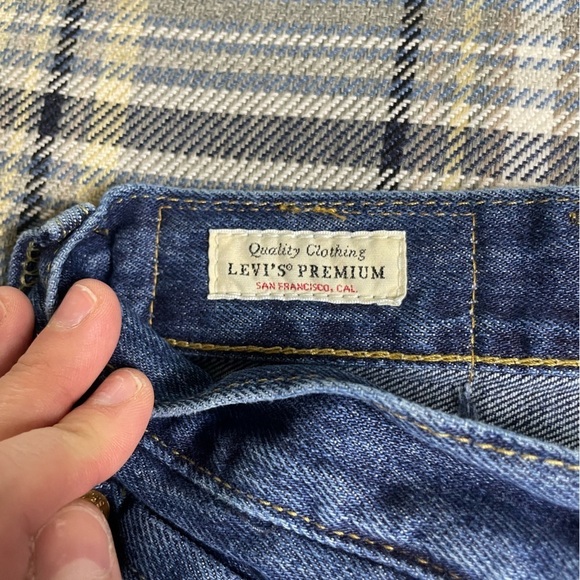 Quality Clothing
LEVI'S® PREMIUM
SAN FRANCISCO, CAL.